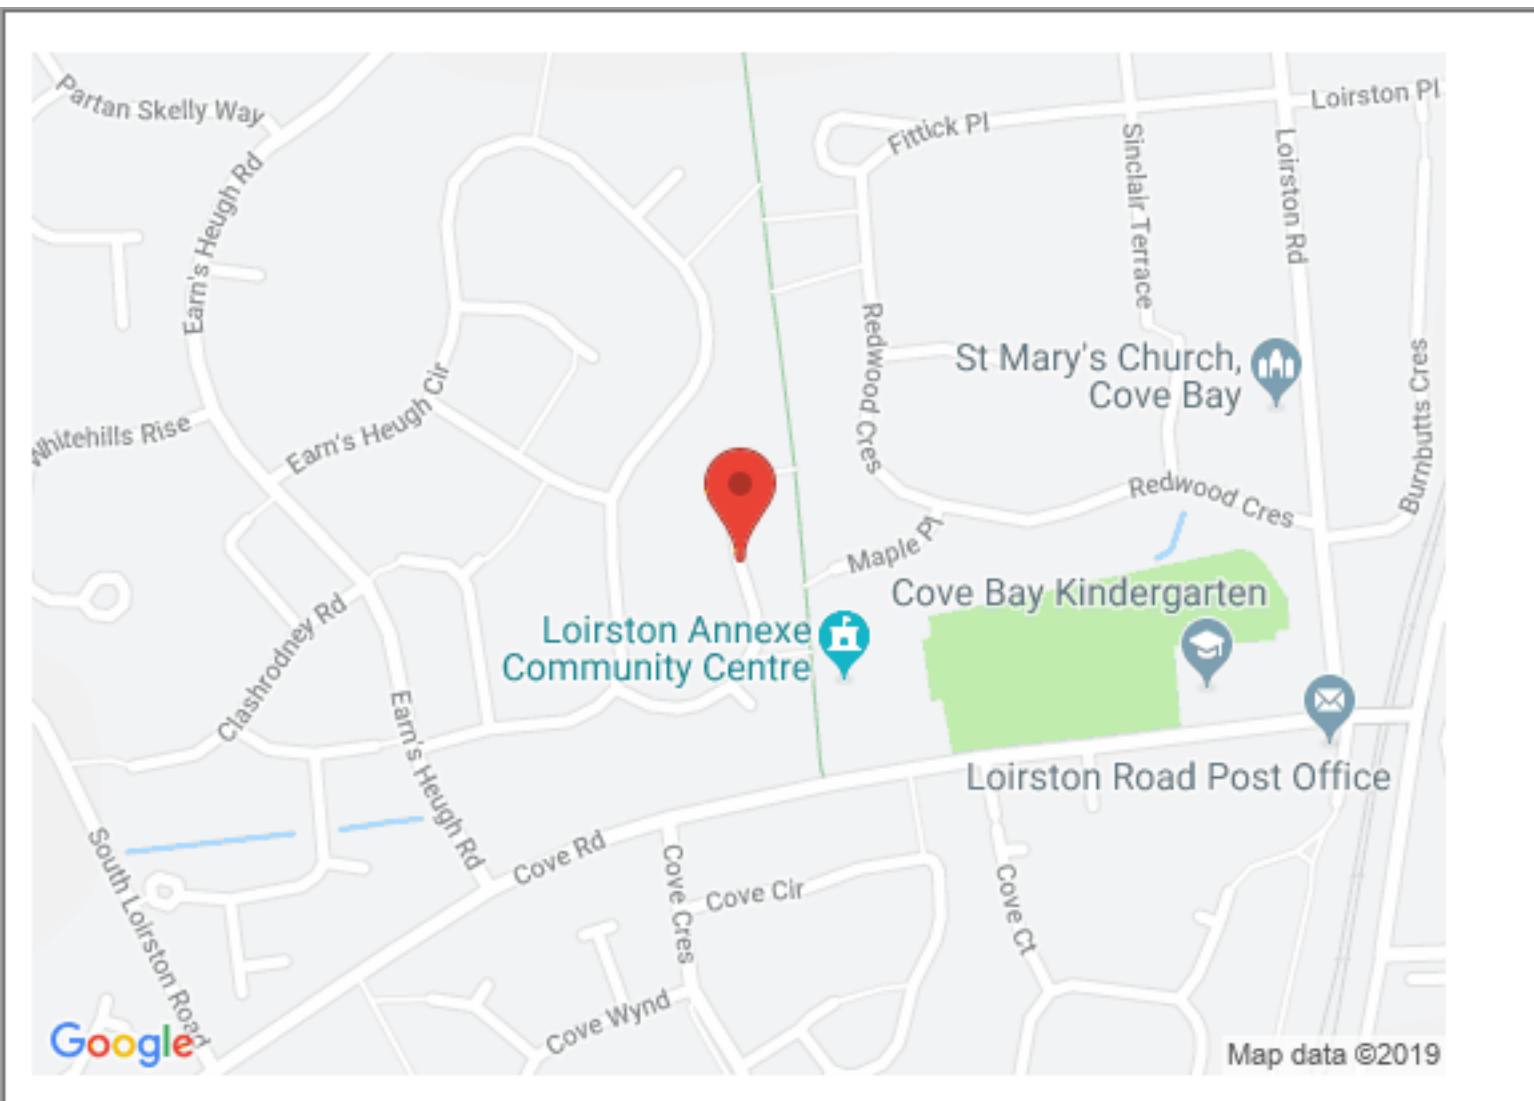 Partan Skelly Way
Fittick Pl
Loirston Pl
Sinclair Terrace
Loirston Rd
Earn's Heugh Rd
Redwood Cres
St Mary's Church,
Cove Bay
Burnbutts Cres
Earn's Heugh Cir
Whitehills Rise
Redwood Cres
Maple Pl
Cove Bay Kindergarten
Loirston Annexe
Community Centre
Clashrodney Rd
Earn's Heugh Rd
Loirston Road Post Office
South Loirston Road
Cove Rd
Cove Cres
Cove Cir
Cove Ct
Cove Wynd
Google
Map data ©2019